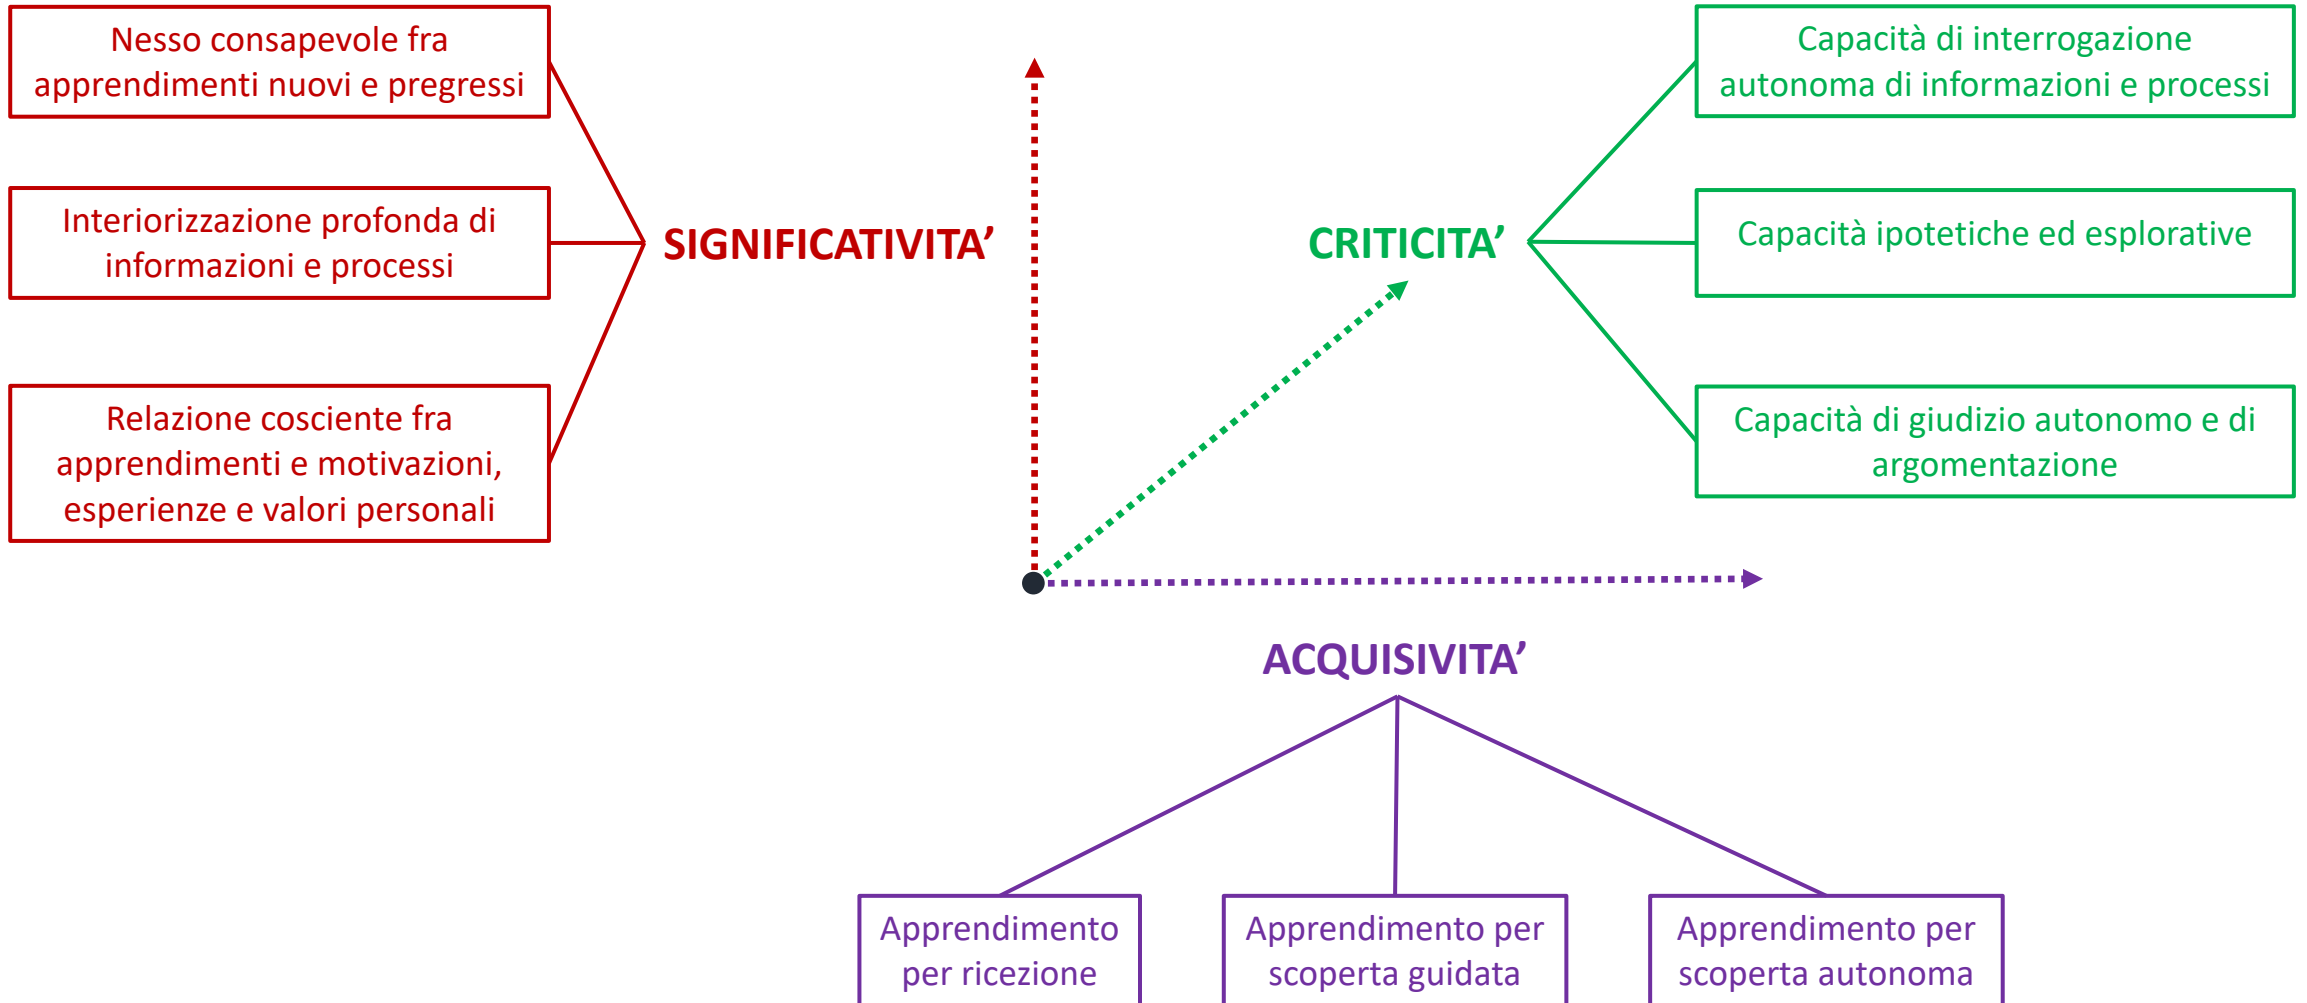 Nesso consapevole fra
apprendimenti nuovi e pregressi
Interiorizzazione profonda di
informazioni e processi
Relazione cosciente fra
apprendimenti e motivazioni,
esperienze e valori personali
SIGNIFICATIVITA’
CRITICITA’
Capacità di interrogazione
autonoma di informazioni e processi
Capacità ipotetiche ed esplorative
Capacità di giudizio autonomo e di
argomentazione
ACQUISIVITA’
Apprendimento
per ricezione
Apprendimento per
scoperta guidata
Apprendimento per
scoperta autonoma